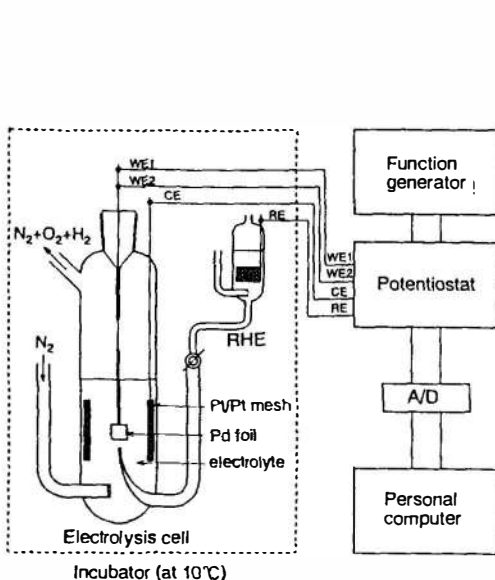 WE1
WE2
CE
RE
N₂+O₂+H₂
N₂
RHE
Pt/Pt mesh
Pd foil
electrolyte
Electrolysis cell
Incubator (at 10℃)
Function
generator
WE1
WE2
CE
RE
Potentiostat
A/D
Personal
computer